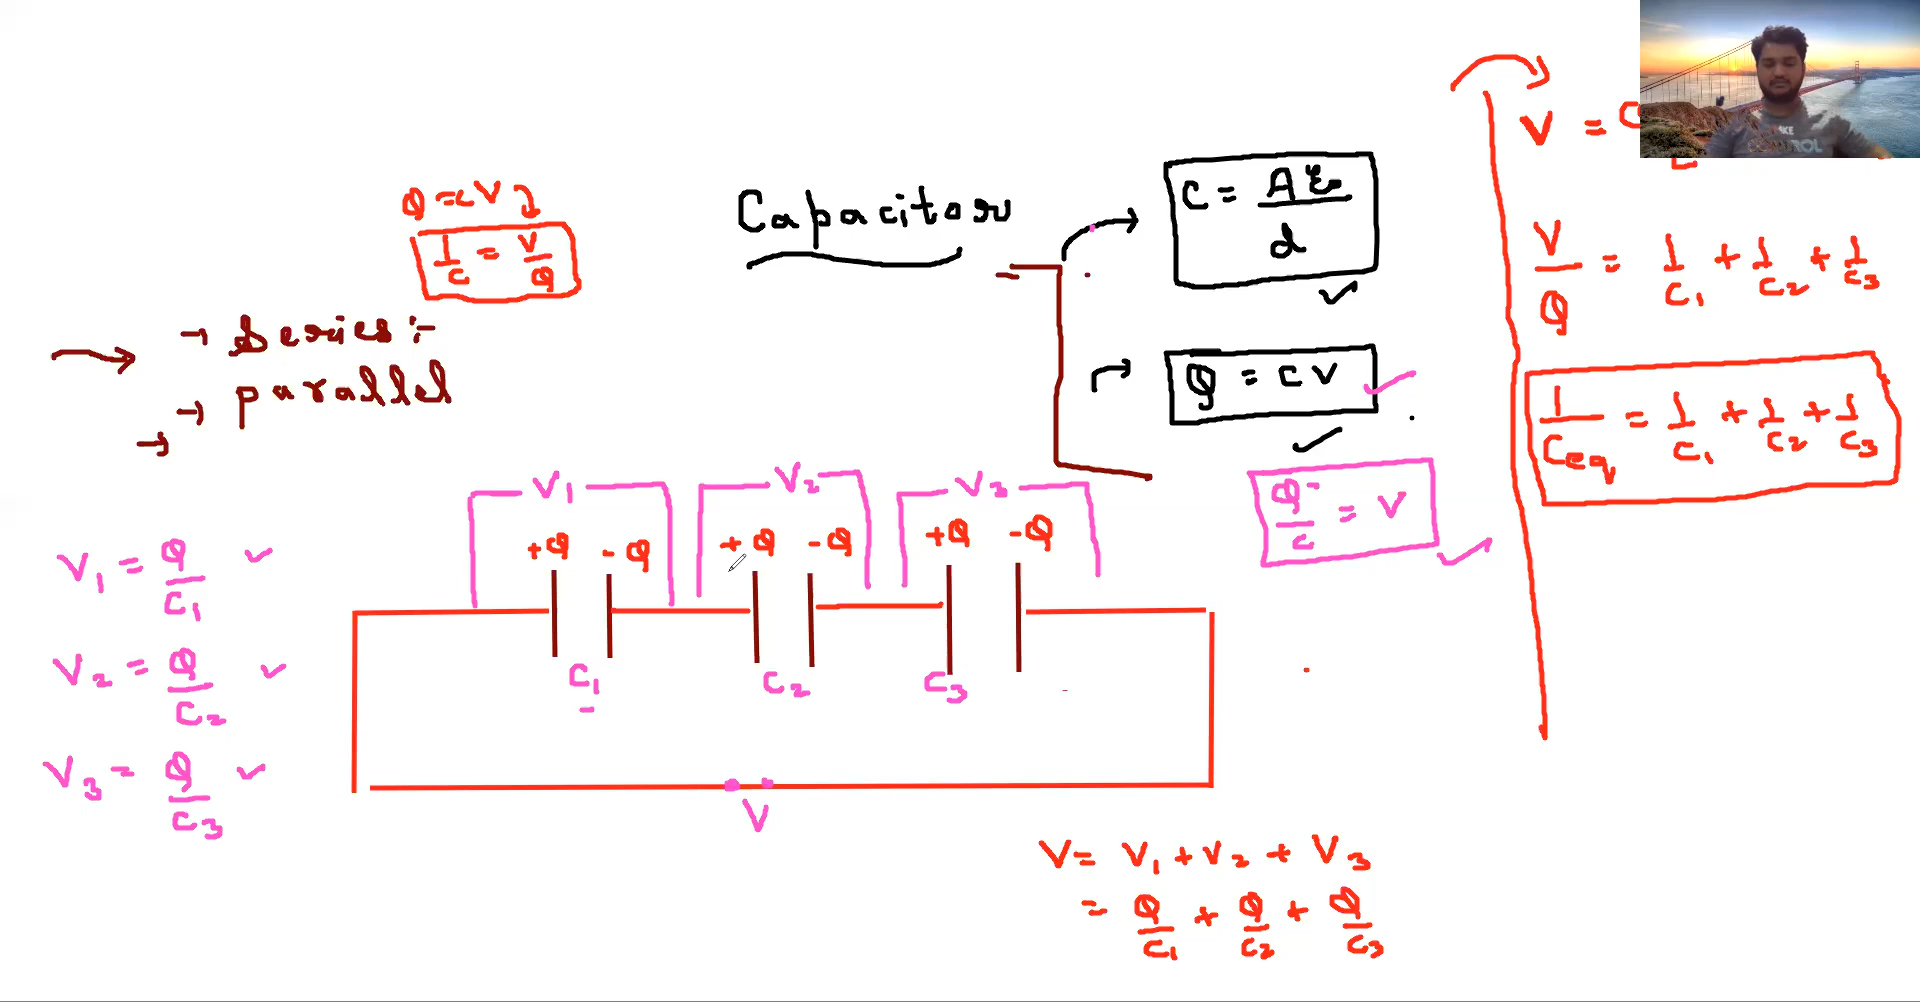 Capacitor
Q = CV
1/C = V/Q
→ Series :-
→ parallel
C = Aε₀/d
Q = CV
Q/C = V
V₁ = Q/C₁
V₂ = Q/C₂
V₃ = Q/C₃
V₁ V₂ V₃
+Q -Q +Q -Q +Q -Q
C₁ C₂ C₃
V
V = V₁ + V₂ + V₃
= Q/C₁ + Q/C₂ + Q/C₃
V =
V/Q = 1/C₁ + 1/C₂ + 1/C₃
1/Ceq = 1/C₁ + 1/C₂ + 1/C₃
CONTROL